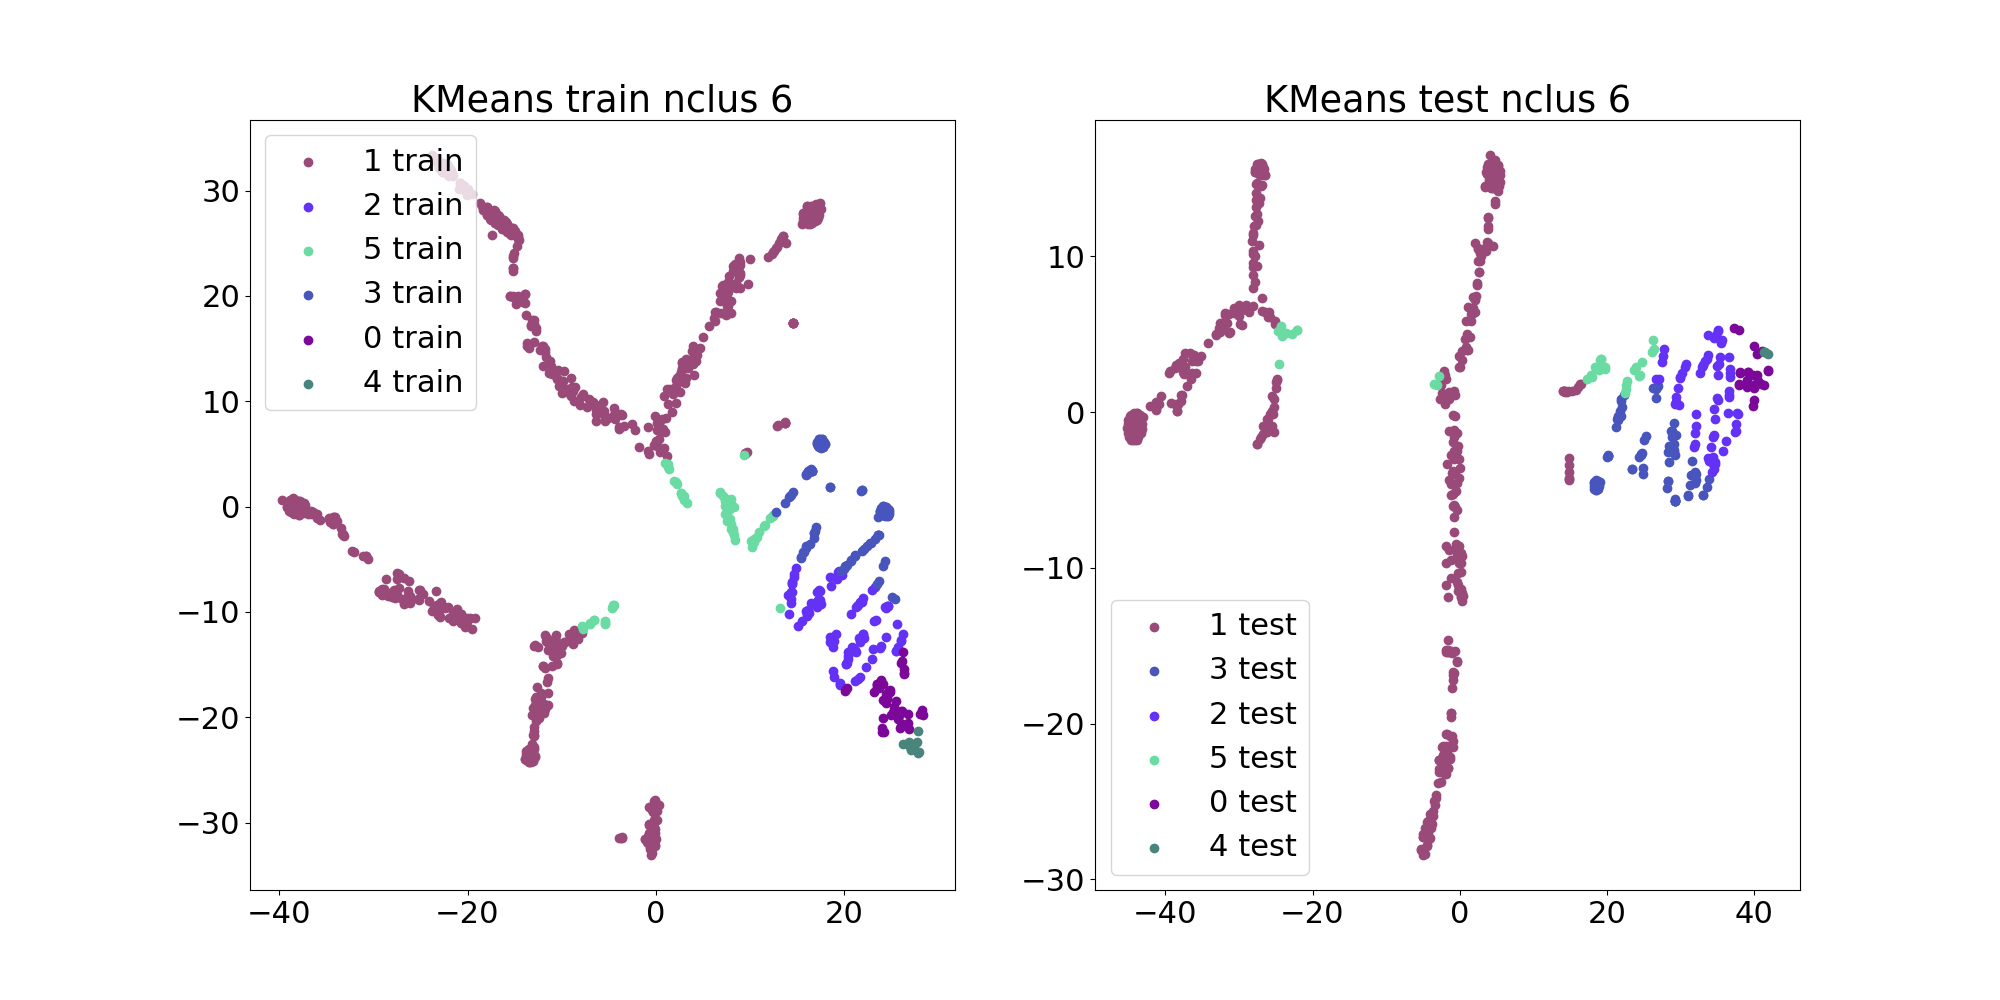 KMeans train nclus 6
30
20
10
0
−10
−20
−30
−40
−20
0
20
1 train
2 train
5 train
3 train
0 train
4 train
KMeans test nclus 6
10
0
−10
−20
−30
−40
−20
0
20
40
1 test
3 test
2 test
5 test
0 test
4 test